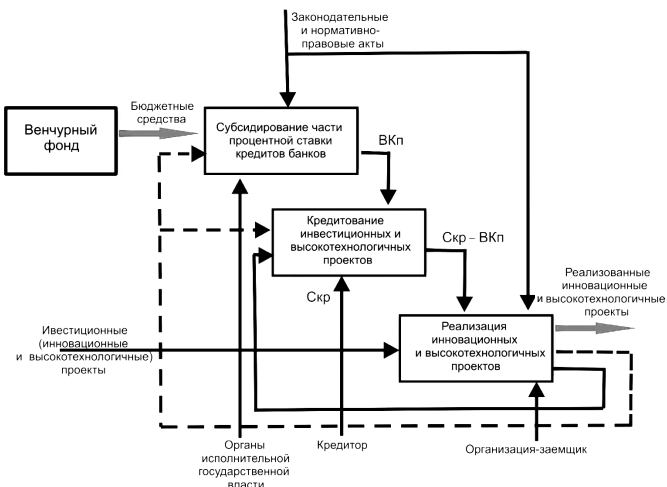 Законодательные
и нормативно-
правовые акты
Бюджетные
средства
Венчурный
фонд
Субсидирование части
процентной ставки
кредитов банков
ВКп
Кредитование
инвестиционных и
высокотехнологичных
проектов
Скр – ВКп
Скр
Реализованные
инновационные
и высокотехнологичные
проекты
Реализация
инновационных
и высокотехнологичных
проектов
Ивестиционные
(инновационные
и высокотехнологичные)
проекты
Органы
исполнительной
государственной
власти
Кредитор
Организация-заемщик